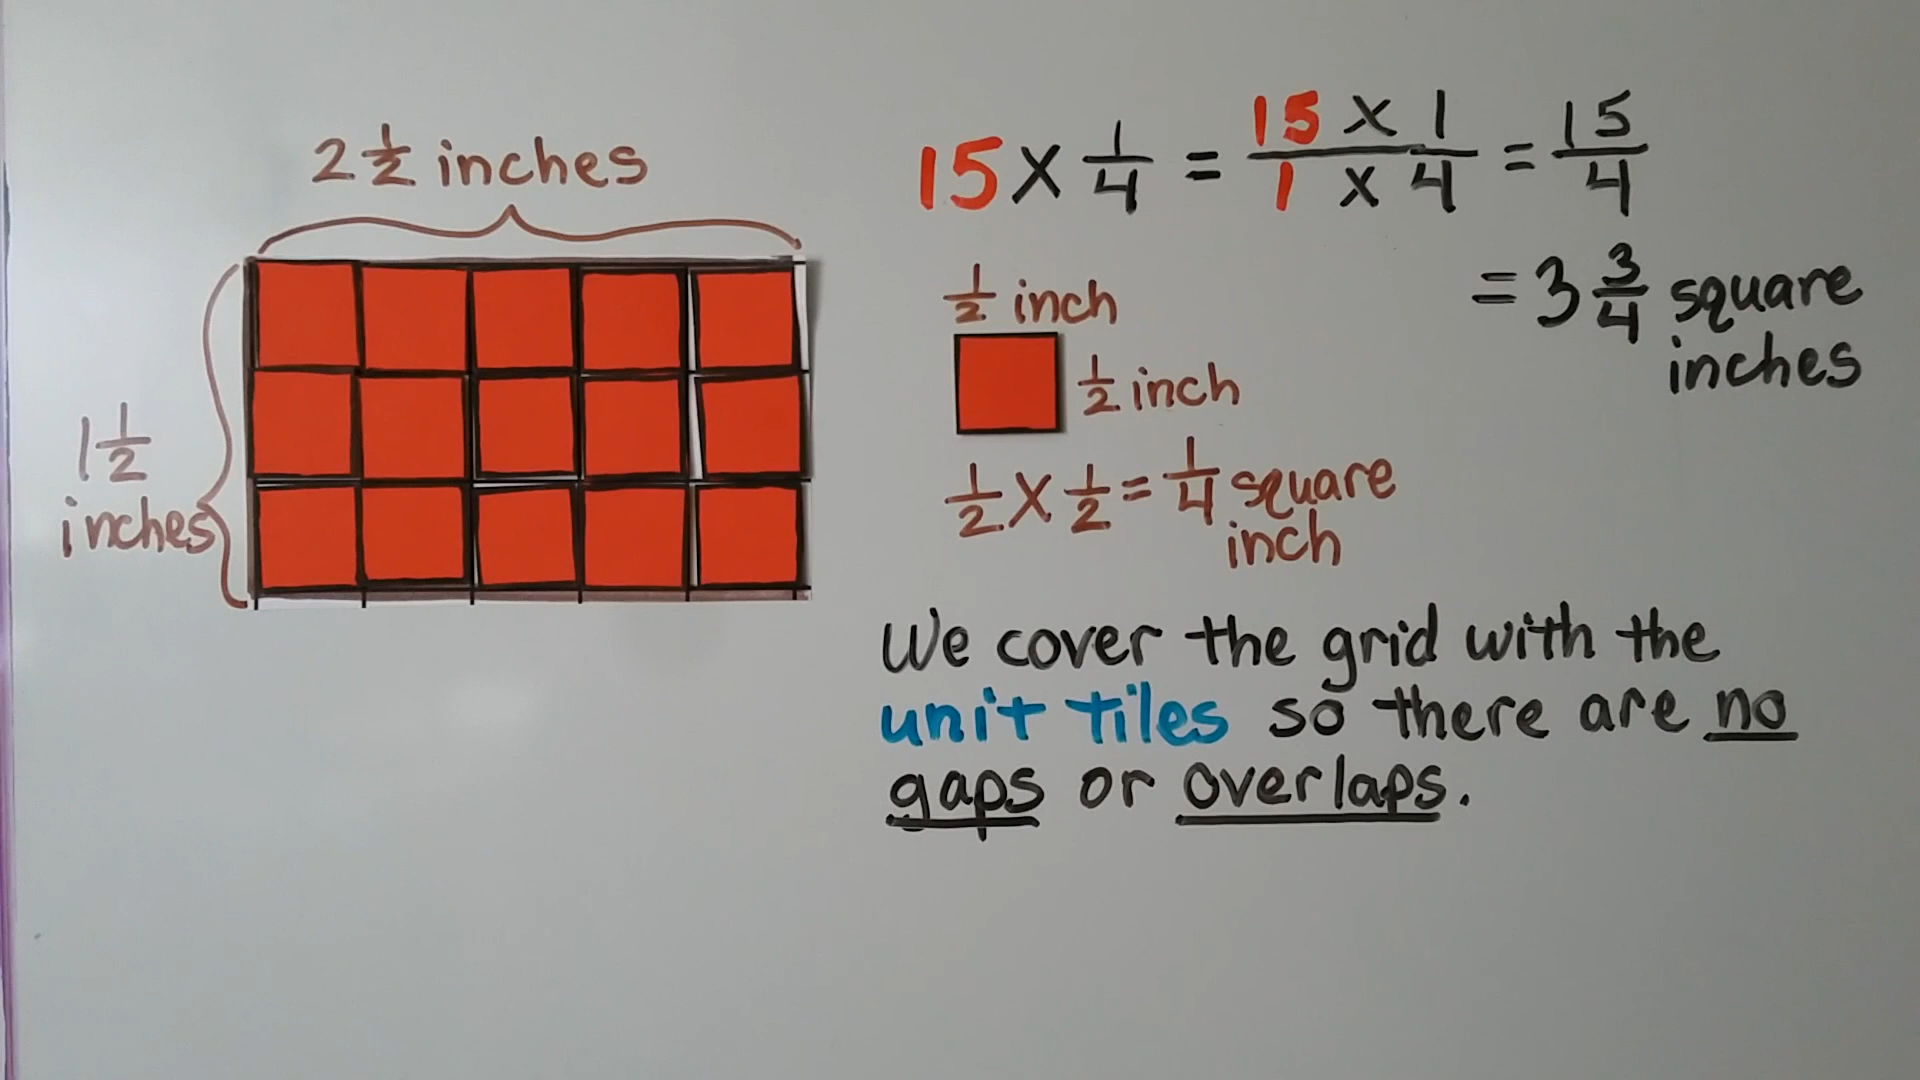 2 1/2 inches
1 1/2
inches
15 x 1/4 = 15 x 1 / 1 x 4 = 15/4
= 3 3/4 square
inches
1/2 inch
1/2 inch
1/2 x 1/2 = 1/4 square
inch
We cover the grid with the
unit tiles so there are no
gaps or overlaps.